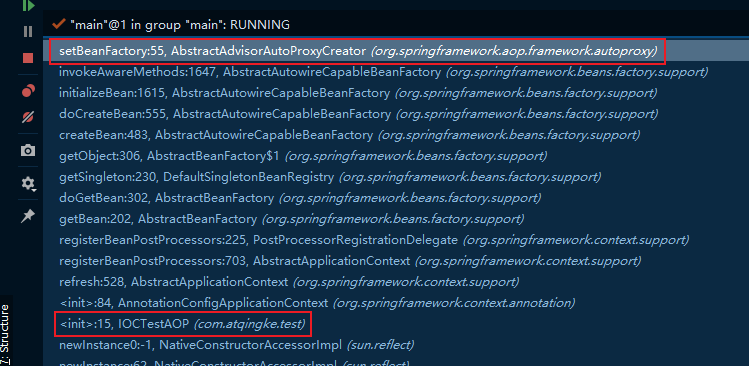 "main"@1 in group "main": RUNNING
setBeanFactory:55, AbstractAdvisorAutoProxyCreator (org.springframework.aop.framework.autoproxy)
invokeAwareMethods:1647, AbstractAutowireCapableBeanFactory (org.springframework.beans.factory.support)
initializeBean:1615, AbstractAutowireCapableBeanFactory (org.springframework.beans.factory.support)
doCreateBean:555, AbstractAutowireCapableBeanFactory (org.springframework.beans.factory.support)
createBean:483, AbstractAutowireCapableBeanFactory (org.springframework.beans.factory.support)
getObject:306, AbstractBeanFactory$1 (org.springframework.beans.factory.support)
getSingleton:230, DefaultSingletonBeanRegistry (org.springframework.beans.factory.support)
doGetBean:302, AbstractBeanFactory (org.springframework.beans.factory.support)
getBean:202, AbstractBeanFactory (org.springframework.beans.factory.support)
registerBeanPostProcessors:225, PostProcessorRegistrationDelegate (org.springframework.context.support)
registerBeanPostProcessors:703, AbstractApplicationContext (org.springframework.context.support)
refresh:528, AbstractApplicationContext (org.springframework.context.support)
<init>:84, AnnotationConfigApplicationContext (org.springframework.context.annotation)
<init>:15, IOCTestAOP (com.atqingke.test)
newInstance0:-1, NativeConstructorAccessorImpl (sun.reflect)
newInstance:62, NativeConstructorAccessorImpl (sun.reflect)
7: Structure